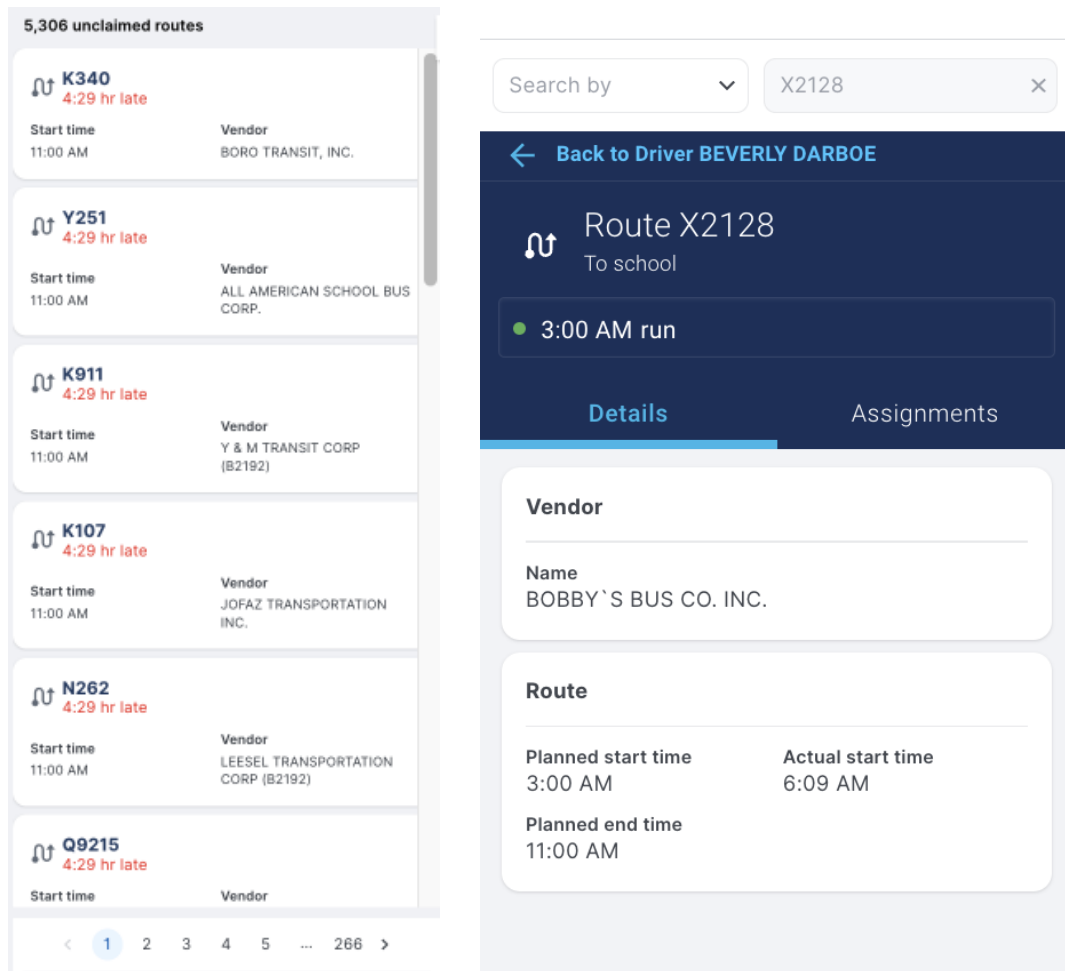 5,306 unclaimed routes
K340
4:29 hr late
Start time
Vendor
11:00 AM
BORO TRANSIT, INC.
Y251
4:29 hr late
Start time
Vendor
11:00 AM
ALL AMERICAN SCHOOL BUS
CORP.
K911
4:29 hr late
Start time
Vendor
11:00 AM
Y & M TRANSIT CORP
(B2192)
K107
4:29 hr late
Start time
Vendor
11:00 AM
JOFAZ TRANSPORTATION
INC.
N262
4:29 hr late
Start time
Vendor
11:00 AM
LEESEL TRANSPORTATION
CORP (B2192)
Q9215
4:29 hr late
Start time
Vendor
< 1 2 3 4 5 ... 266 >
Search by
X2128
Back to Driver BEVERLY DARBOE
Route X2128
To school
3:00 AM run
Details
Assignments
Vendor
Name
BOBBY`S BUS CO. INC.
Route
Planned start time
Actual start time
3:00 AM
6:09 AM
Planned end time
11:00 AM